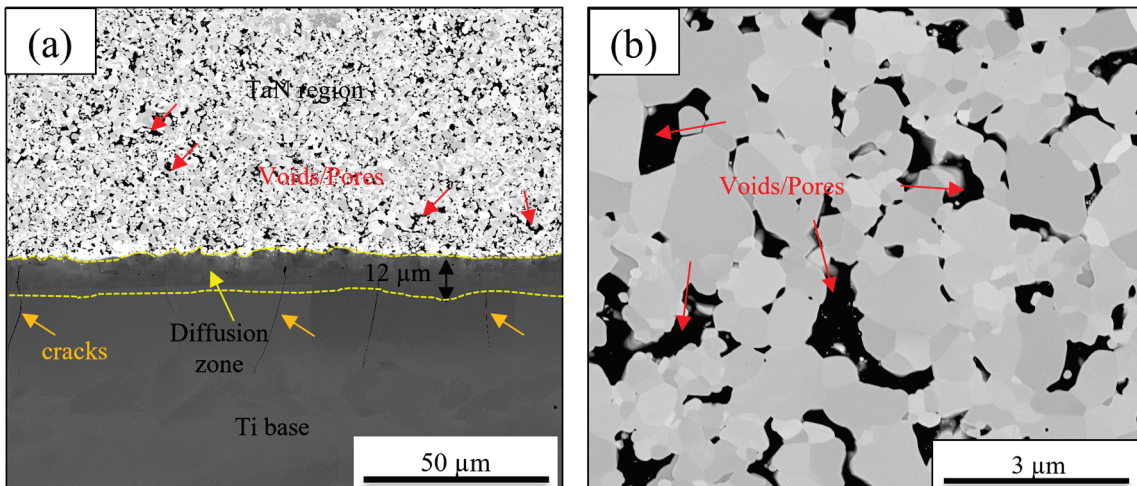 (a)
TaN region
Voids/Pores
12 µm
Diffusion
zone
cracks
Ti base
50 µm
(b)
Voids/Pores
3 µm